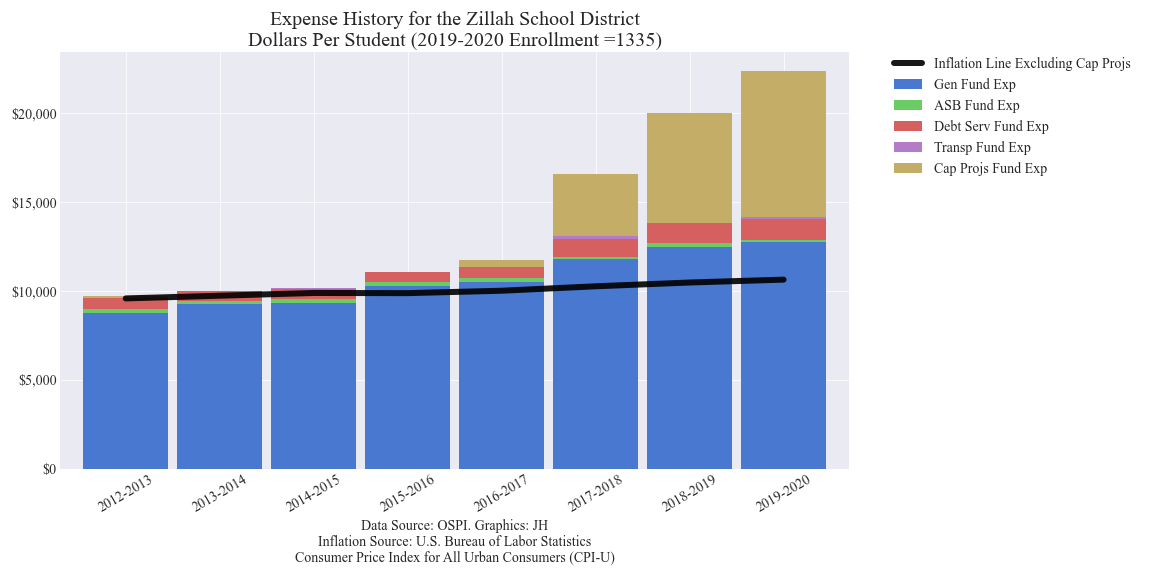 Expense History for the Zillah School District
Dollars Per Student (2019-2020 Enrollment =1335)
Inflation Line Excluding Cap Projs
Gen Fund Exp
ASB Fund Exp
Debt Serv Fund Exp
Transp Fund Exp
Cap Projs Fund Exp
$20,000
$15,000
$10,000
$5,000
$0
2012-2013
2013-2014
2014-2015
2015-2016
2016-2017
2017-2018
2018-2019
2019-2020
Data Source: OSPI. Graphics: JH
Inflation Source: U.S. Bureau of Labor Statistics
Consumer Price Index for All Urban Consumers (CPI-U)